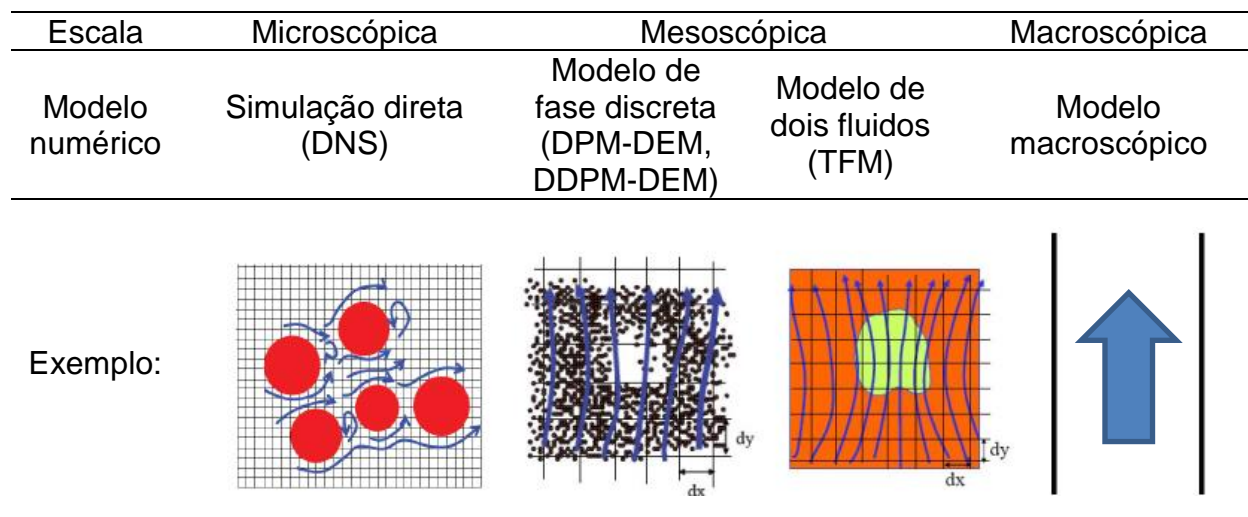 Escala Microscópica Mesoscópica Macroscópica
Modelo numérico
Simulação direta
(DNS)
Modelo de
fase discreta
(DPM-DEM,
DDPM-DEM)
Modelo de
dois fluidos
(TFM)
Modelo
macroscópico
Exemplo:
dy
dx
dy
dx